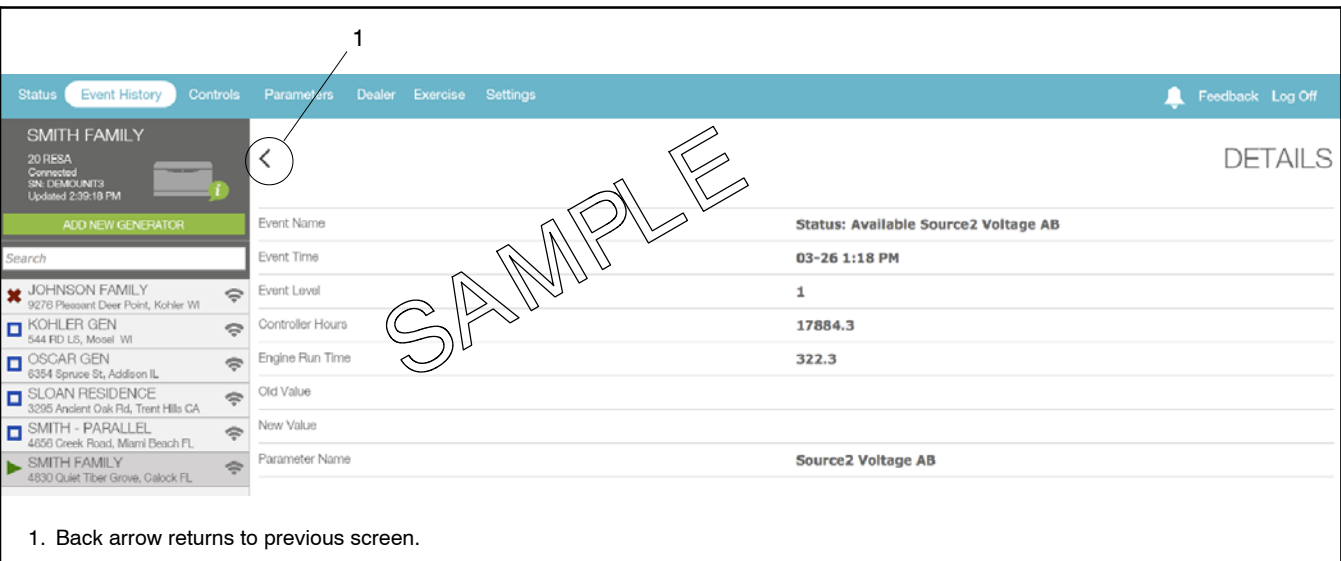 1
Status Event History Controls Parameters Dealer Exercise Settings Feedback Log Off
SMITH FAMILY
20 RESA
Connected
SN: DEMOUNIT3
Updated 2:39:18 PM
i
ADD NEW GENERATOR
Search
JOHNSON FAMILY
9276 Pleasant Deer Point, Kohler WI
KOHLER GEN
544 RD LS, Mosel WI
OSCAR GEN
6354 Spruce St, Addison IL
SLOAN RESIDENCE
3295 Ancient Oak Rd, Trent Hills CA
SMITH - PARALLEL
4656 Creek Road, Miami Beach FL
SMITH FAMILY
4830 Quiet Tiber Grove, Calock FL
DETAILS
Event Name Status: Available Source2 Voltage AB
Event Time 03-26 1:18 PM
Event Level 1
Controller Hours 17884.3
Engine Run Time 322.3
Old Value
New Value
Parameter Name Source2 Voltage AB
SAMPLE
1. Back arrow returns to previous screen.